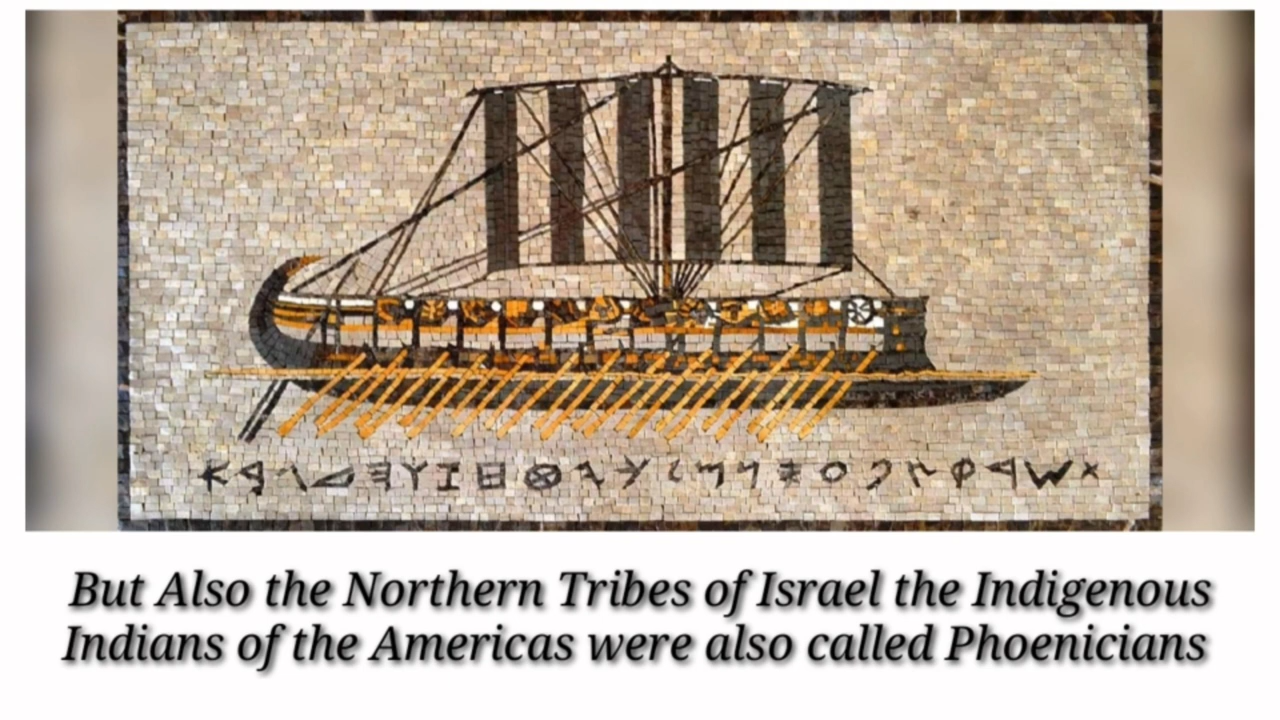 𐤀𐤁𐤂𐤃𐤄𐤅𐤆𐤇𐤈𐤉𐤊𐤋𐤌𐤍𐤎𐤏𐤐𐤑𐤒𐤓𐤔𐤕
But Also the Northern Tribes of Israel the Indigenous
Indians of the Americas were also called Phoenicians